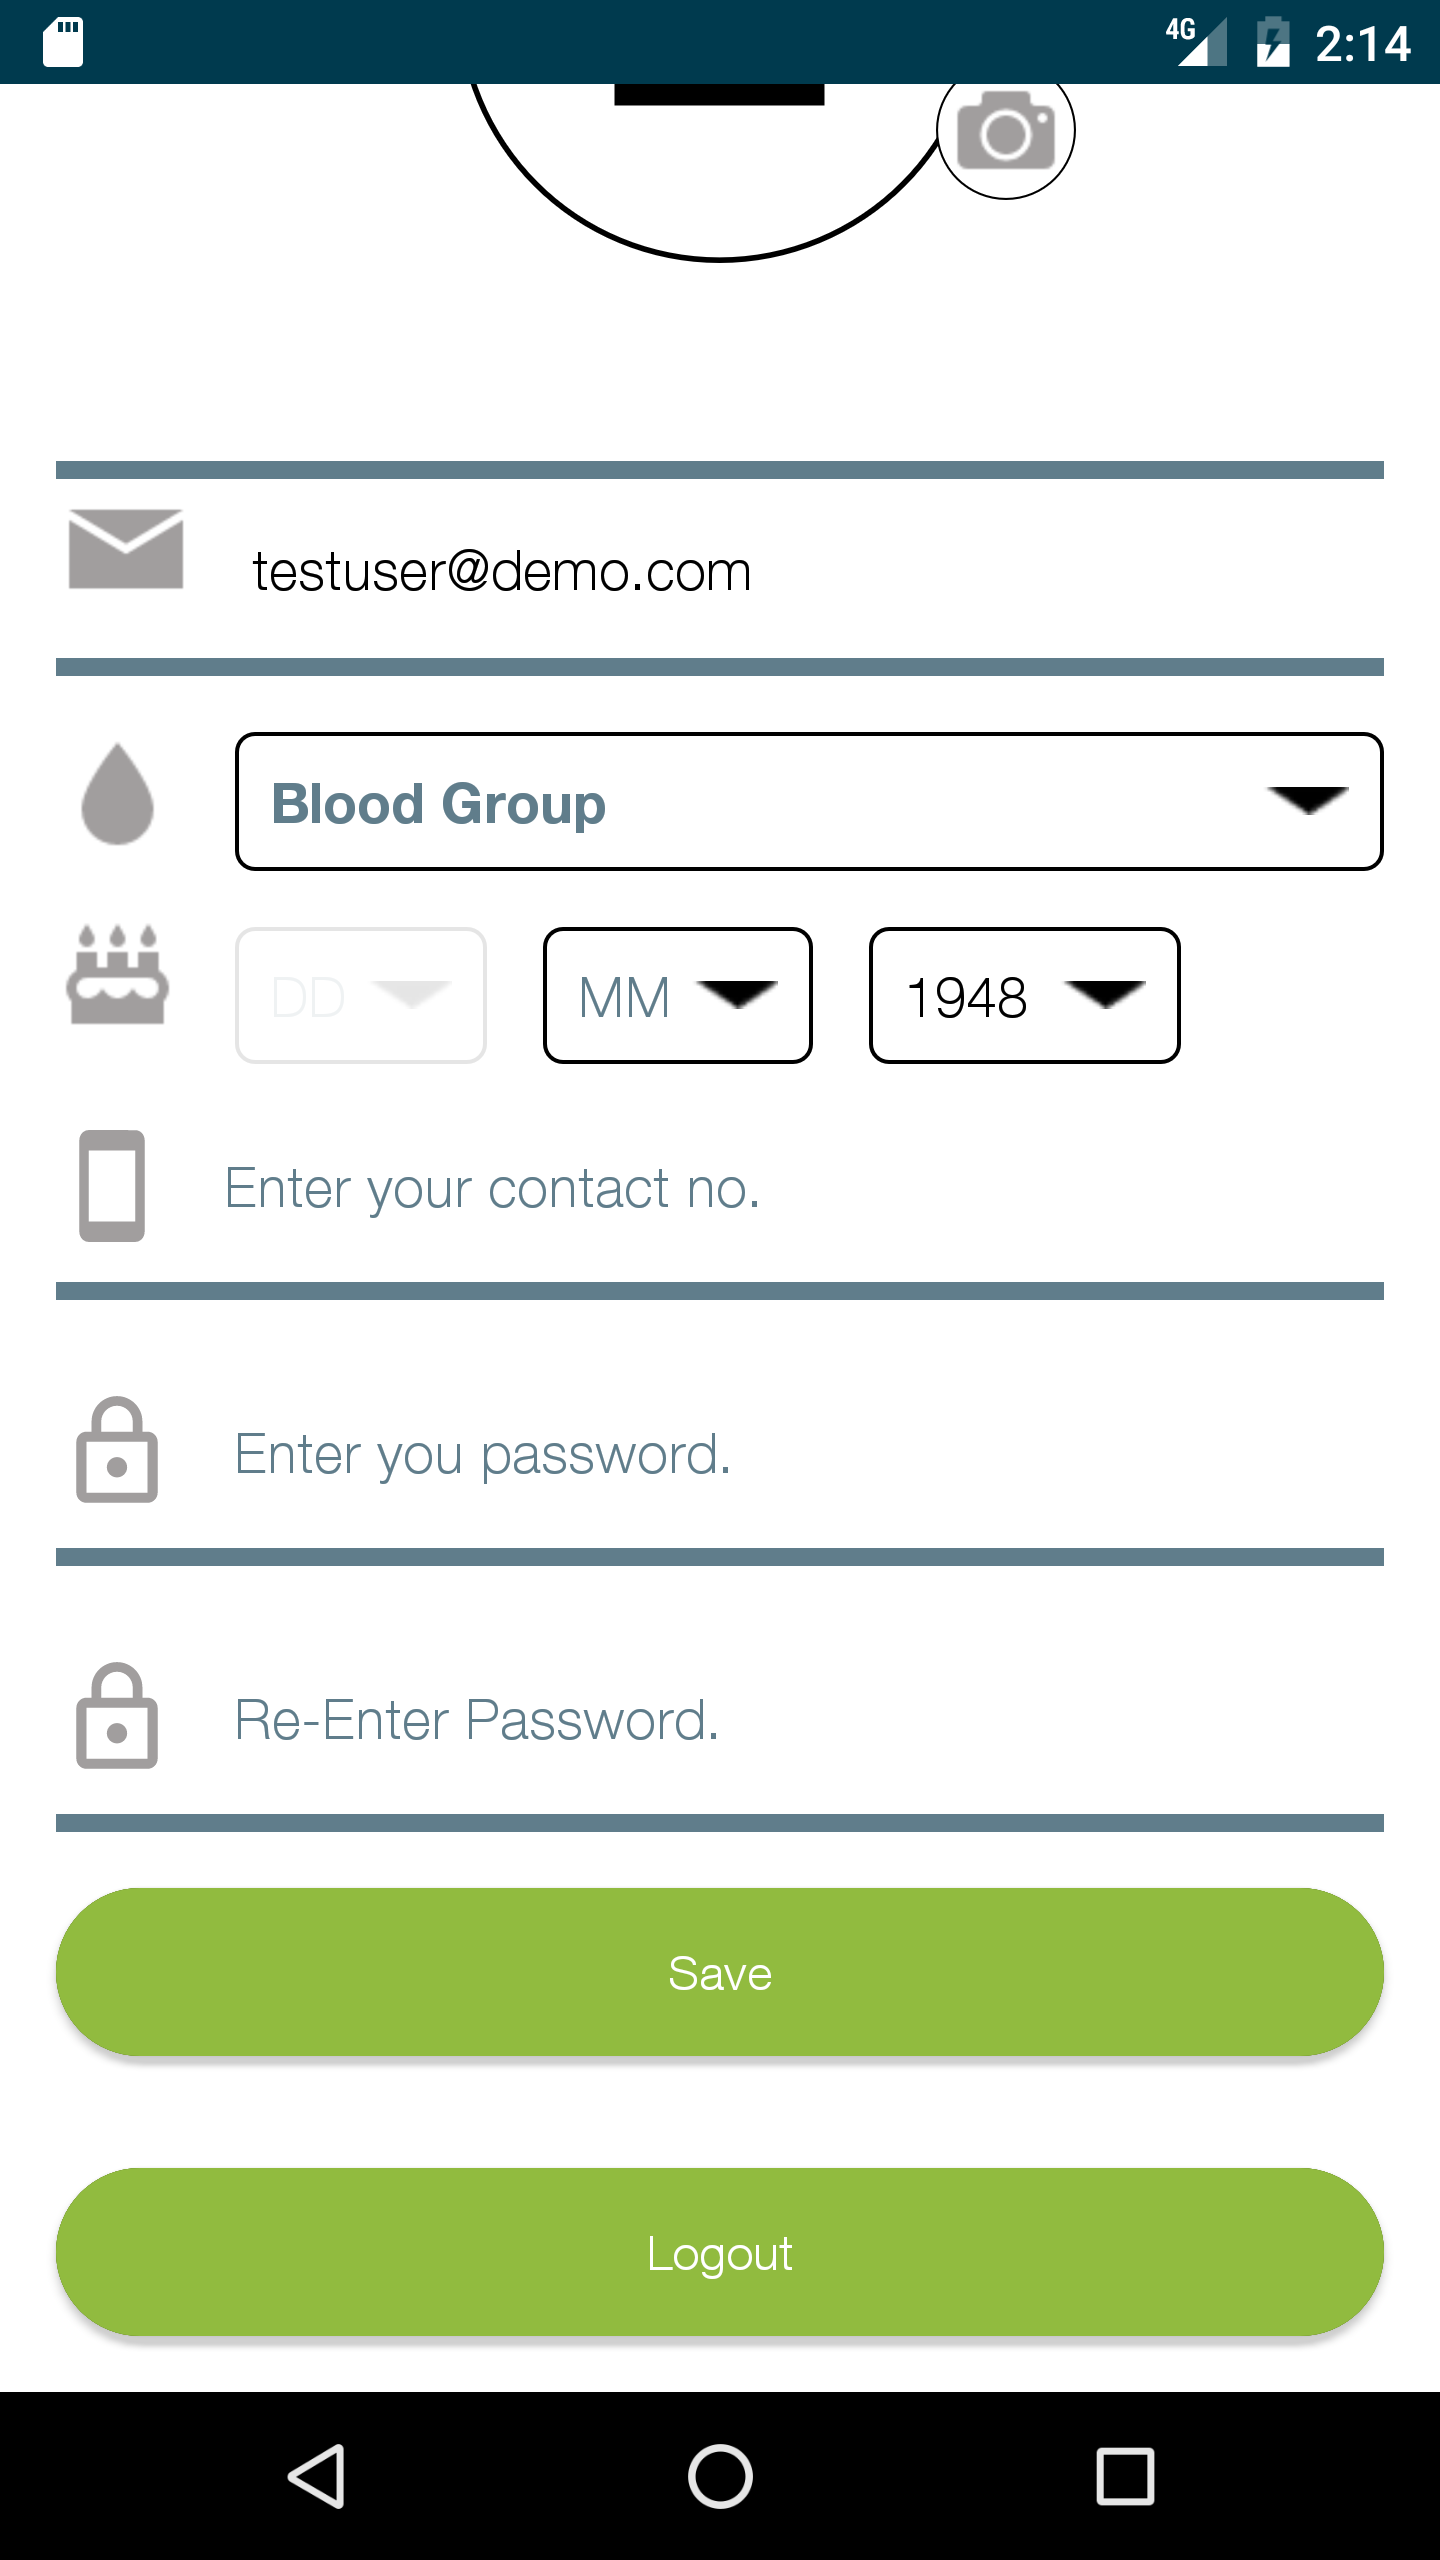 4G 2:14
testuser@demo.com
Blood Group
DD MM 1948
Enter your contact no.
Enter you password.
Re-Enter Password.
Save
Logout